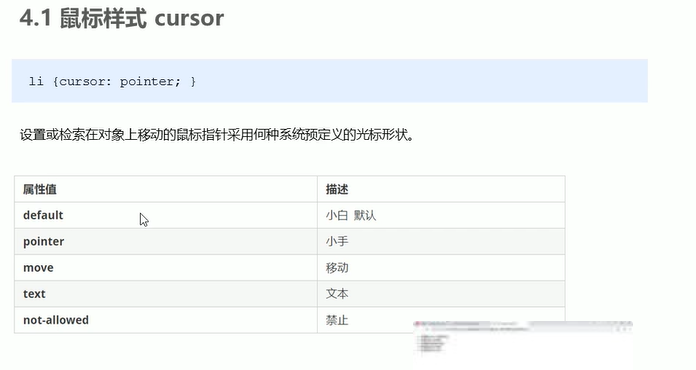 4.1 鼠标样式 cursor
li {cursor: pointer; }
设置或检索在对象上移动的鼠标指针采用何种系统预定义的光标形状。
属性值 描述
default 小白 默认
pointer 小手
move 移动
text 文本
not-allowed 禁止